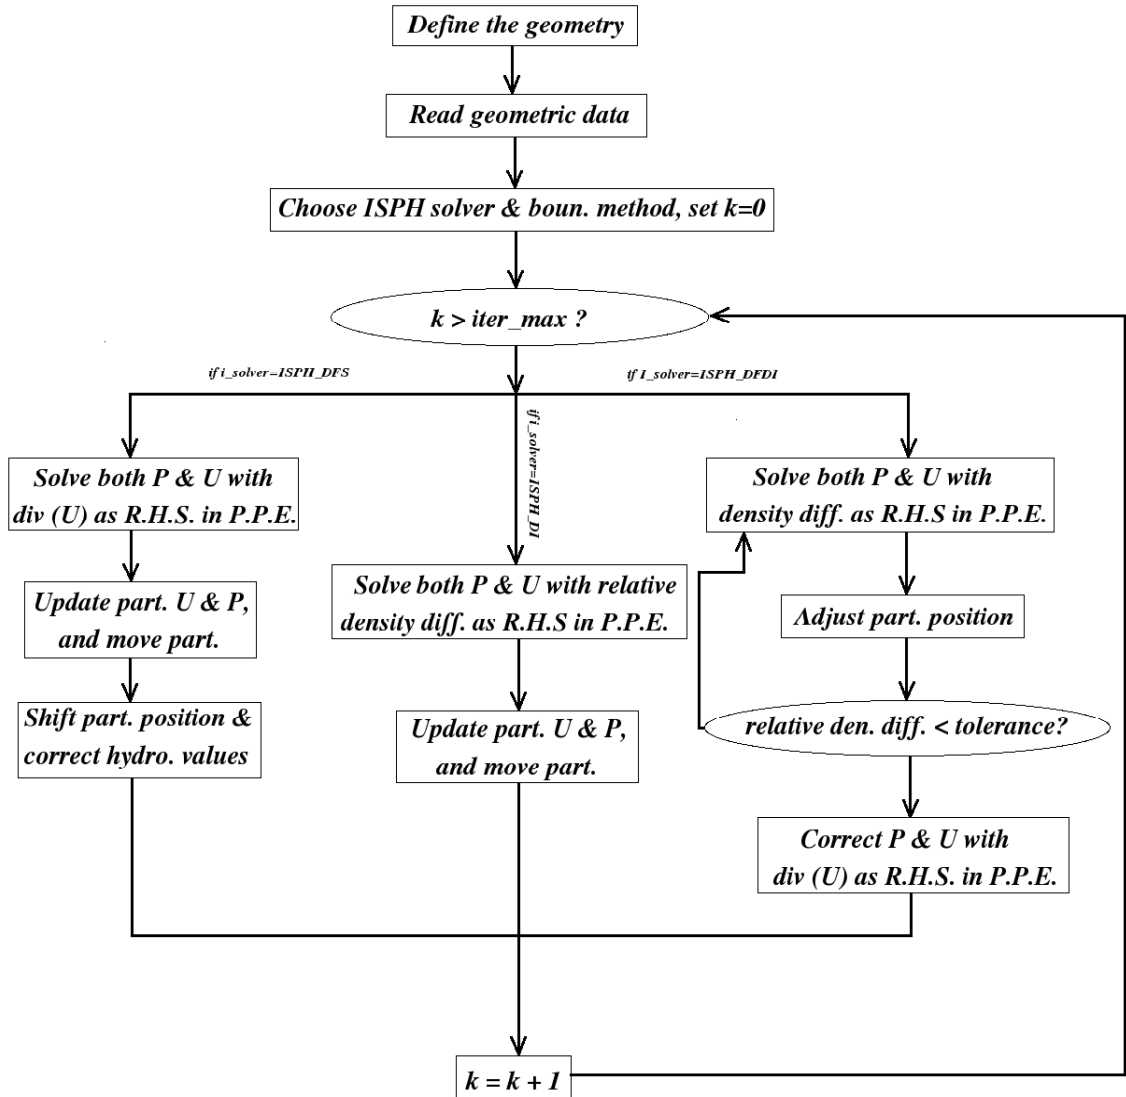 Define the geometry
Read geometric data
Choose ISPH solver & boun. method, set k=0
k > iter_max ?
if i_solver=ISPH_DFS
if I_solver=ISPH_DFDI
if i_solver=ISPH_DI
Solve both P & U with
div (U) as R.H.S. in P.P.E.
Update part. U & P,
and move part.
Shift part. position &
correct hydro. values
Solve both P & U with relative
density diff. as R.H.S in P.P.E.
Update part. U & P,
and move part.
Solve both P & U with
density diff. as R.H.S in P.P.E.
Adjust part. position
relative den. diff. < tolerance?
Correct P & U with
div (U) as R.H.S. in P.P.E.
k = k + 1